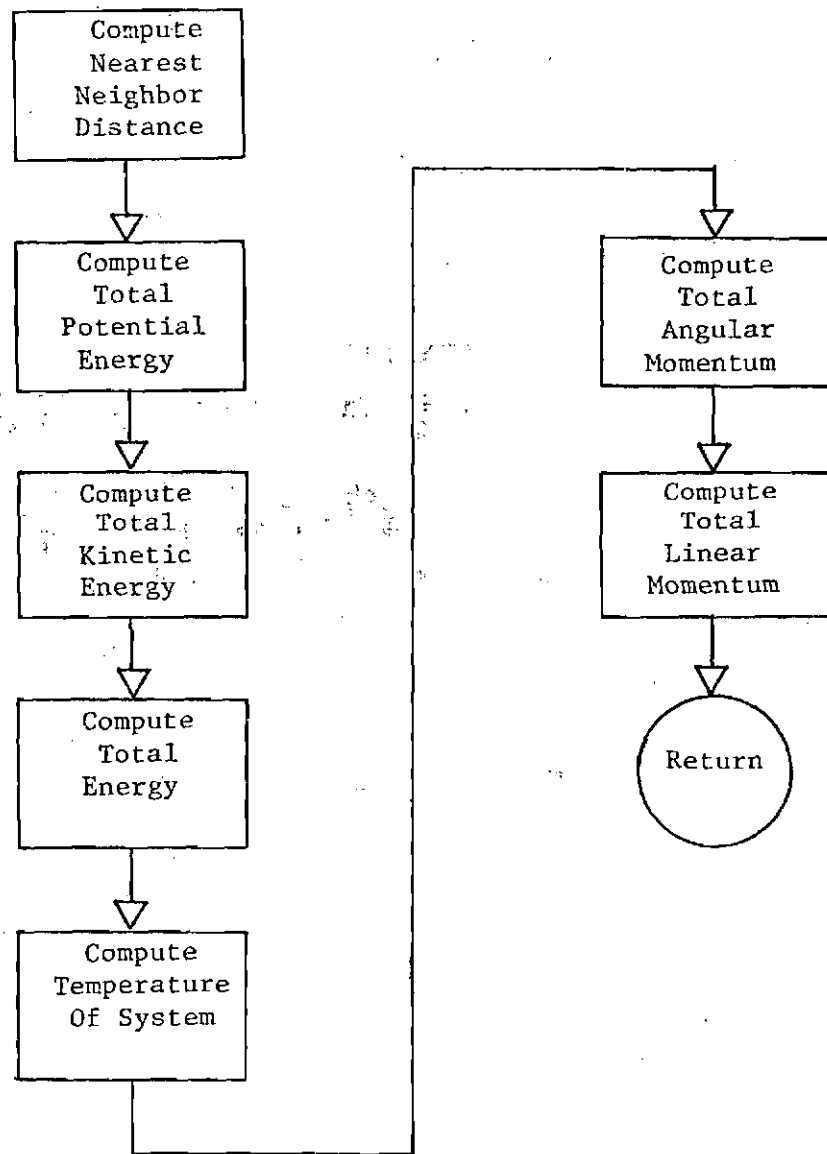 Compute
Nearest
Neighbor
Distance
Compute
Total
Potential
Energy
Compute
Total
Kinetic
Energy
Compute
Total
Energy
Compute
Temperature
Of System
Compute
Total
Angular
Momentum
Compute
Total
Linear
Momentum
Return